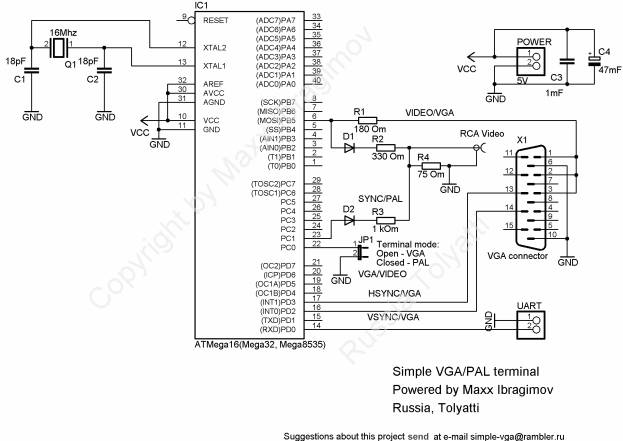 IC1
9 RESET (ADC7)PA7 33
(ADC6)PA6 34
(ADC5)PA5 35
12 XTAL2 (ADC4)PA4 36
(ADC3)PA3 37
13 XTAL1 (ADC2)PA2 38
(ADC1)PA1 39
32 AREF (ADC0)PA0 40
30 AVCC
31 AGND (SCK)PB7 8
(MISO)PB6 7
10 VCC (MOSI)PB5 6
11 GND (SS)PB4 5
(AIN1)PB3 4
(AIN0)PB2 3
(T1)PB1 2
(T0)PB0 1
(TOSC2)PC7 29
(TOSC1)PC6 28
PC5 27
PC4 26
PC3 25
PC2 24
PC1 23
PC0 22
(OC2)PD7 21
(ICP)PD6 20
(OC1A)PD5 19
(OC1B)PD4 18
(INT1)PD3 17
(INT0)PD2 16
(TXD)PD1 15
(RXD)PD0 14
ATMega16(Mega32, Mega8535)
16Mhz
18pF
C1
Q1
18pF
C2
GND
GND
VCC
GND
R1
180 Om
VIDEO/VGA
D1
R2
330 Om
RCA Video
R4
75 Om
GND
SYNC/PAL
D2
R3
1 kOm
JP1
1
2
Terminal mode:
Open - VGA
Closed - PAL
GND
VGA/VIDEO
HSYNC/VGA
VSYNC/VGA
POWER
1
2
5V
VCC
GND
C3
1mF
C4
47mF
X1
11
12
13
14
15
1
6
2
7
3
8
4
9
5
10
VGA connector
GND
UART
GND
1
2
Simple VGA/PAL terminal
Powered by Maxx Ibragimov
Russia, Tolyatti
Suggestions about this project send at e-mail simple-vga@rambler.ru
Copyright by Maxx Ibragimov
Russia, Tolyatti